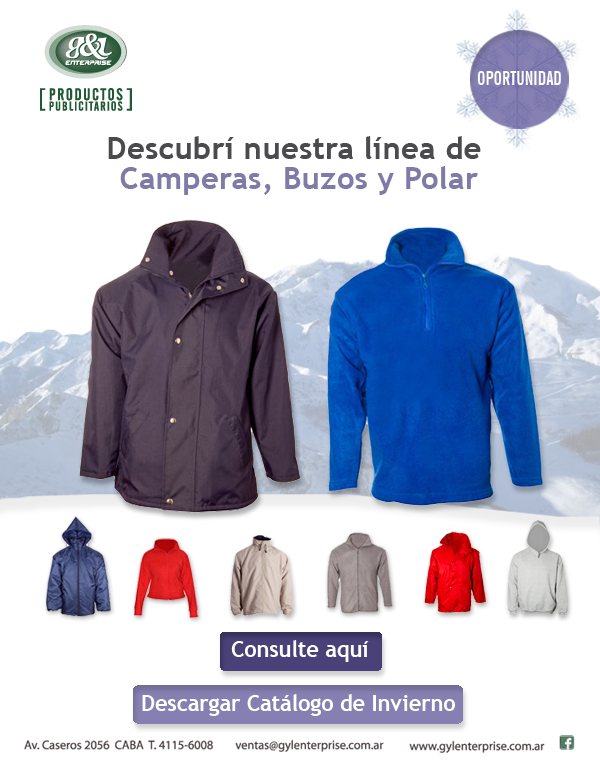 g&l
ENTERPRISE
[PRODUCTOS
PUBLICITARIOS]
OPORTUNIDAD
Descubrí nuestra línea de
Camperas, Buzos y Polar
Consulte aquí
Descargar Catálogo de Invierno
Av. Caseros 2056 CABA T. 4115-6008 ventas@gylenterprise.com.ar www.gylenterprise.com.ar f